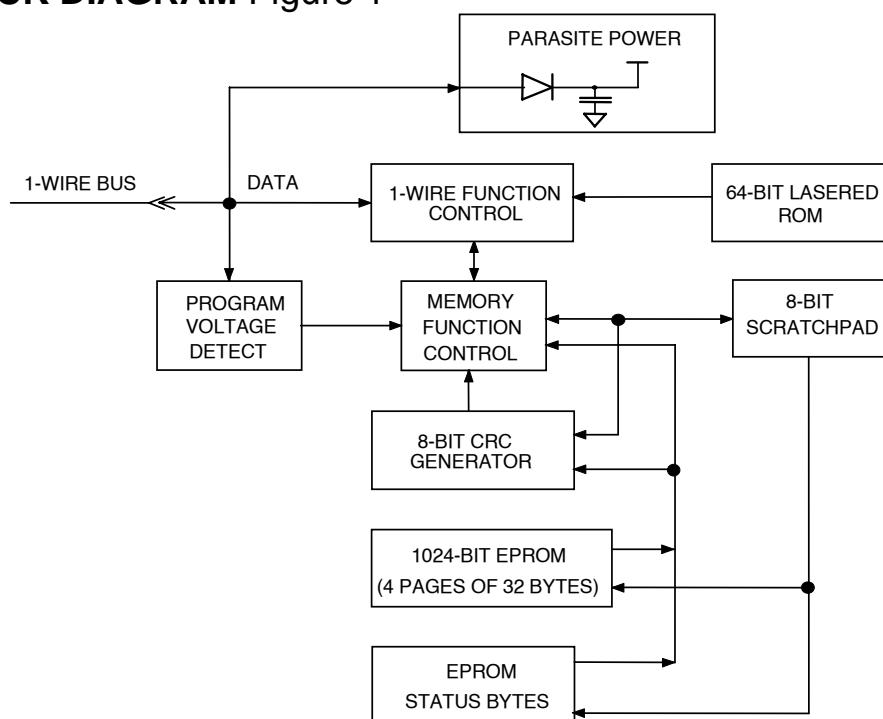 DIAGRAM Figure 1
PARASITE POWER
1-WIRE BUS
DATA
1-WIRE FUNCTION
CONTROL
64-BIT LASERED
ROM
PROGRAM
VOLTAGE
DETECT
MEMORY
FUNCTION
CONTROL
8-BIT
SCRATCHPAD
8-BIT CRC
GENERATOR
1024-BIT EPROM
(4 PAGES OF 32 BYTES)
EPROM
STATUS BYTES